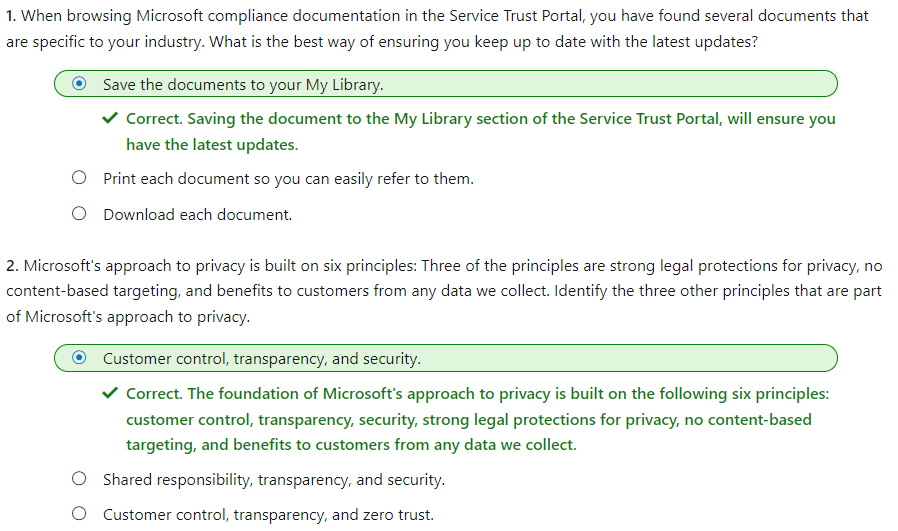 1. When browsing Microsoft compliance documentation in the Service Trust Portal, you have found several documents that
are specific to your industry. What is the best way of ensuring you keep up to date with the latest updates?
Save the documents to your My Library.
Correct. Saving the document to the My Library section of the Service Trust Portal, will ensure you
have the latest updates.
Print each document so you can easily refer to them.
Download each document.
2. Microsoft's approach to privacy is built on six principles: Three of the principles are strong legal protections for privacy, no
content-based targeting, and benefits to customers from any data we collect. Identify the three other principles that are part
of Microsoft's approach to privacy.
Customer control, transparency, and security.
Correct. The foundation of Microsoft's approach to privacy is built on the following six principles:
customer control, transparency, security, strong legal protections for privacy, no content-based
targeting, and benefits to customers from any data we collect.
Shared responsibility, transparency, and security.
Customer control, transparency, and zero trust.